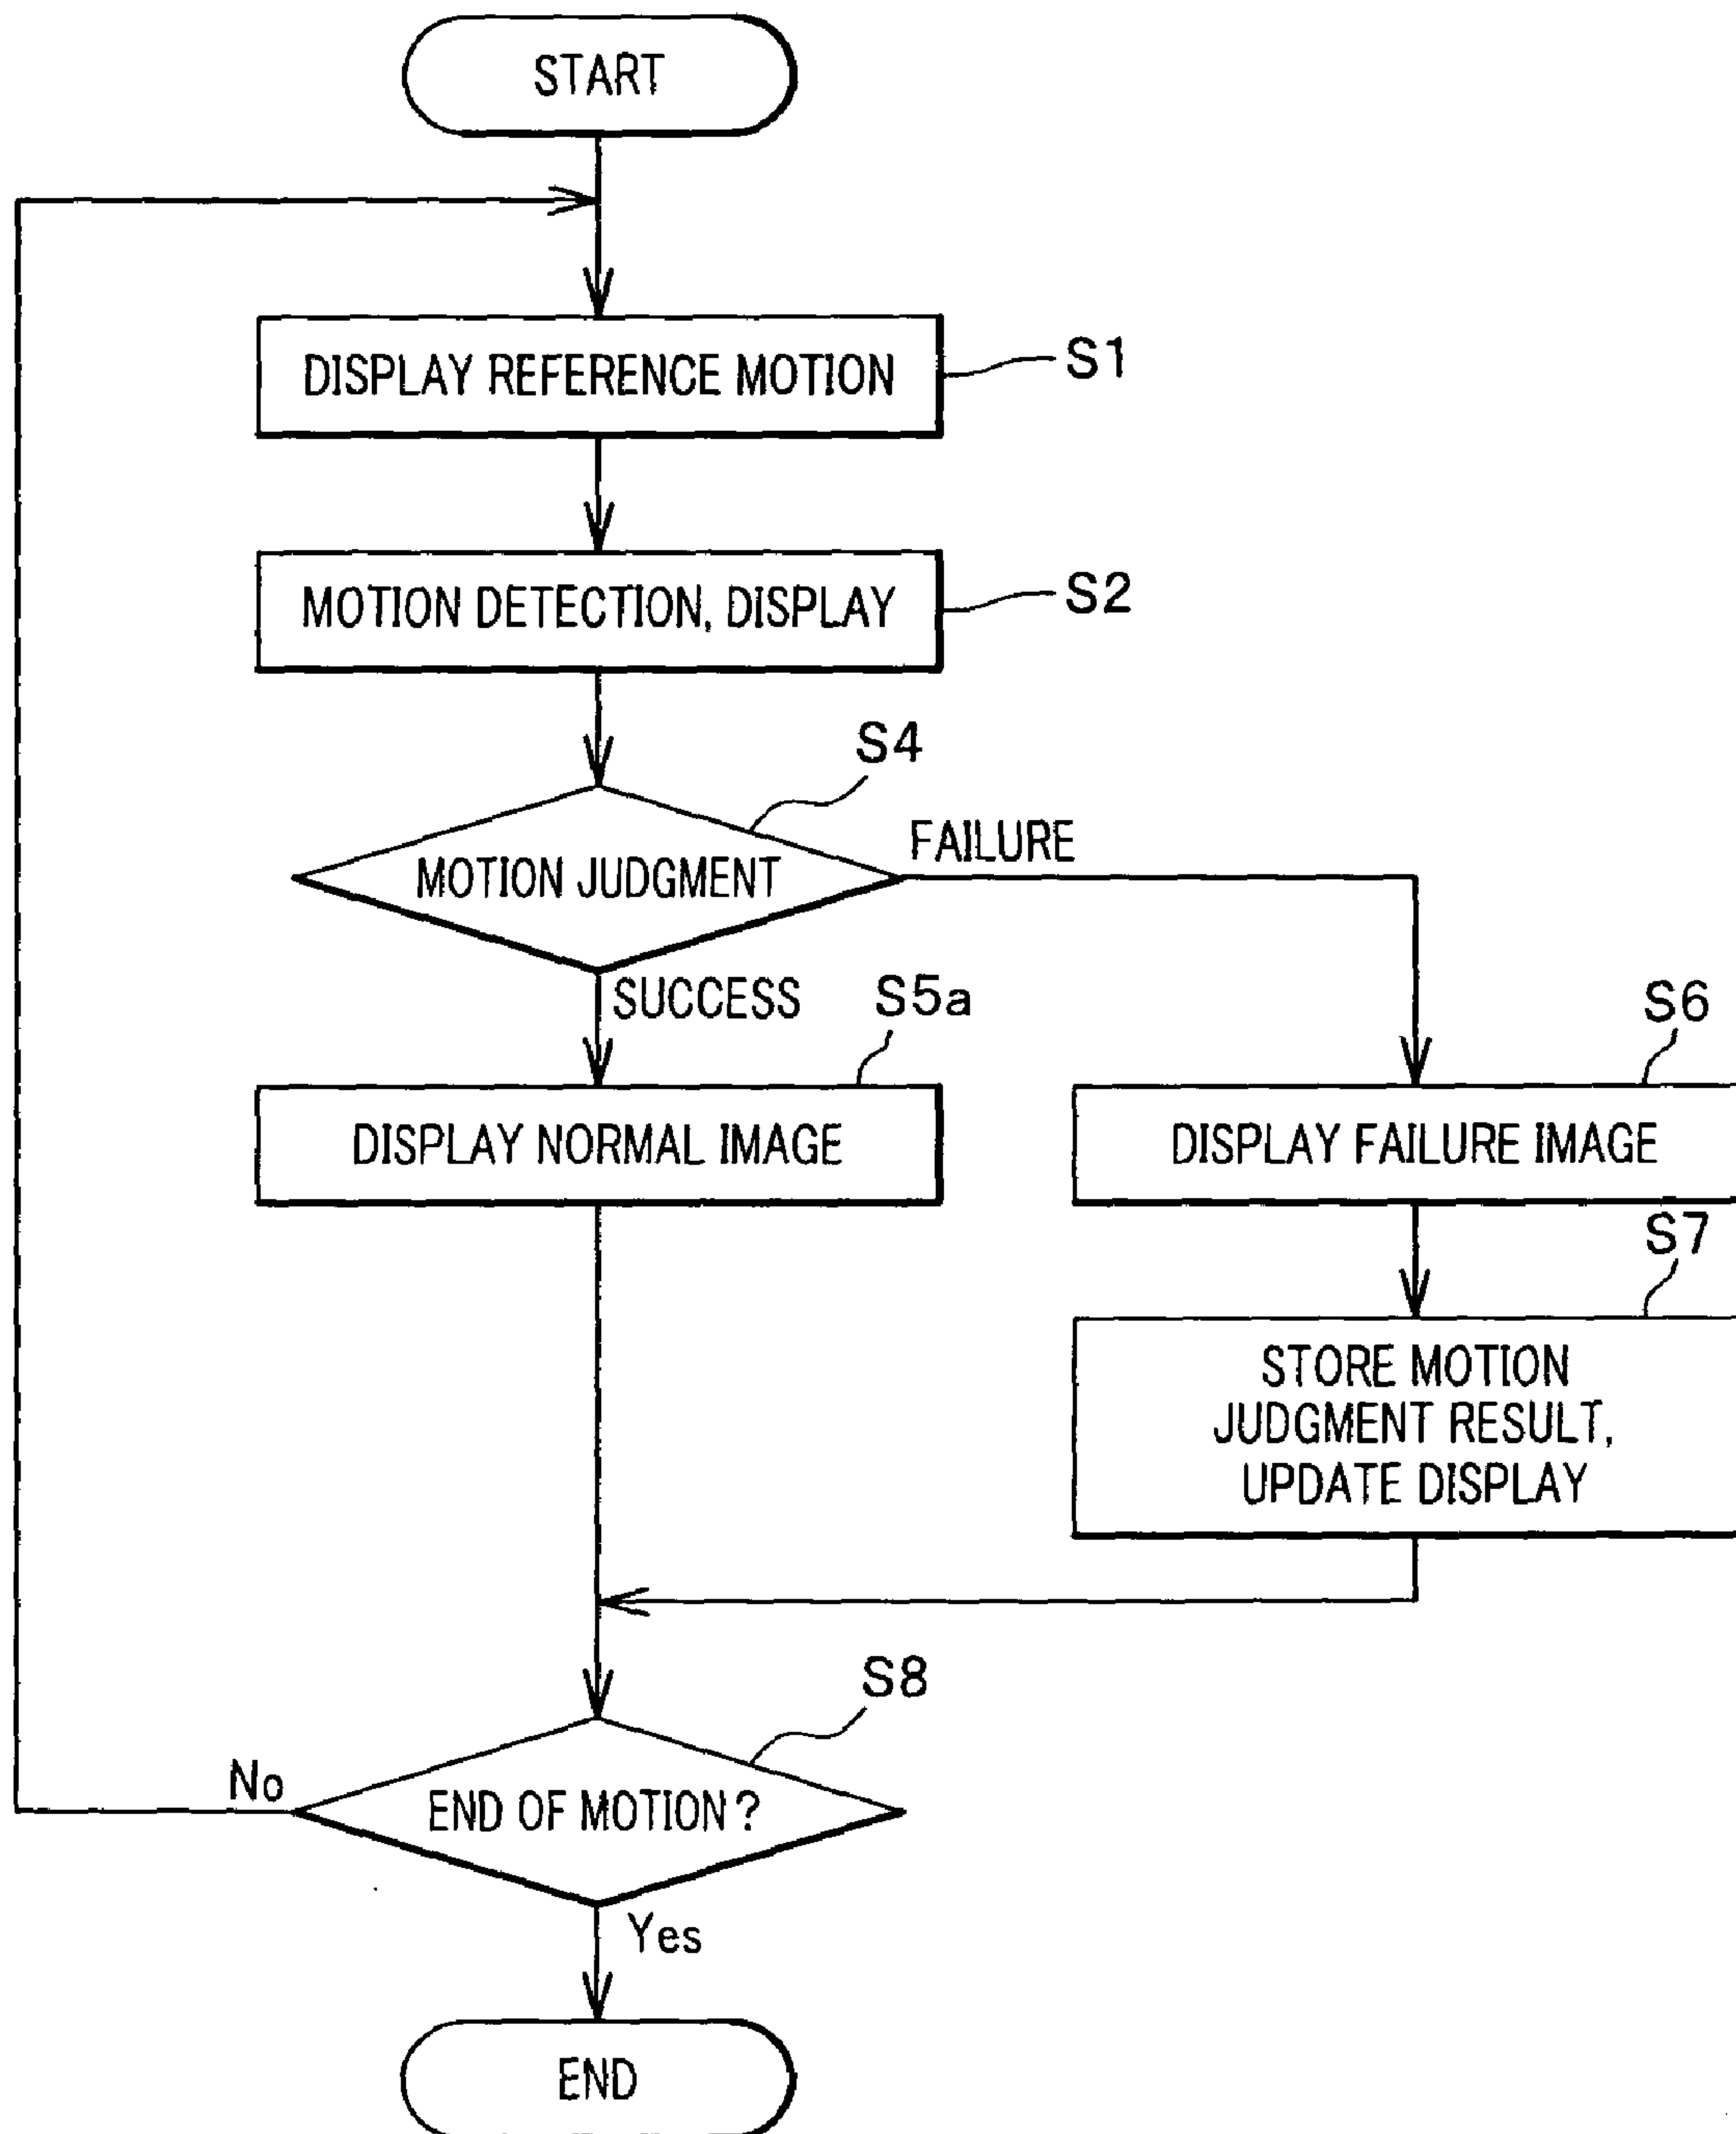 START
DISPLAY REFERENCE MOTION
S1
MOTION DETECTION, DISPLAY
S2
S4
MOTION JUDGMENT
FAILURE
SUCCESS
S5a
S6
DISPLAY NORMAL IMAGE
DISPLAY FAILURE IMAGE
S7
STORE MOTION
JUDGMENT RESULT,
UPDATE DISPLAY
S8
No
END OF MOTION?
Yes
END